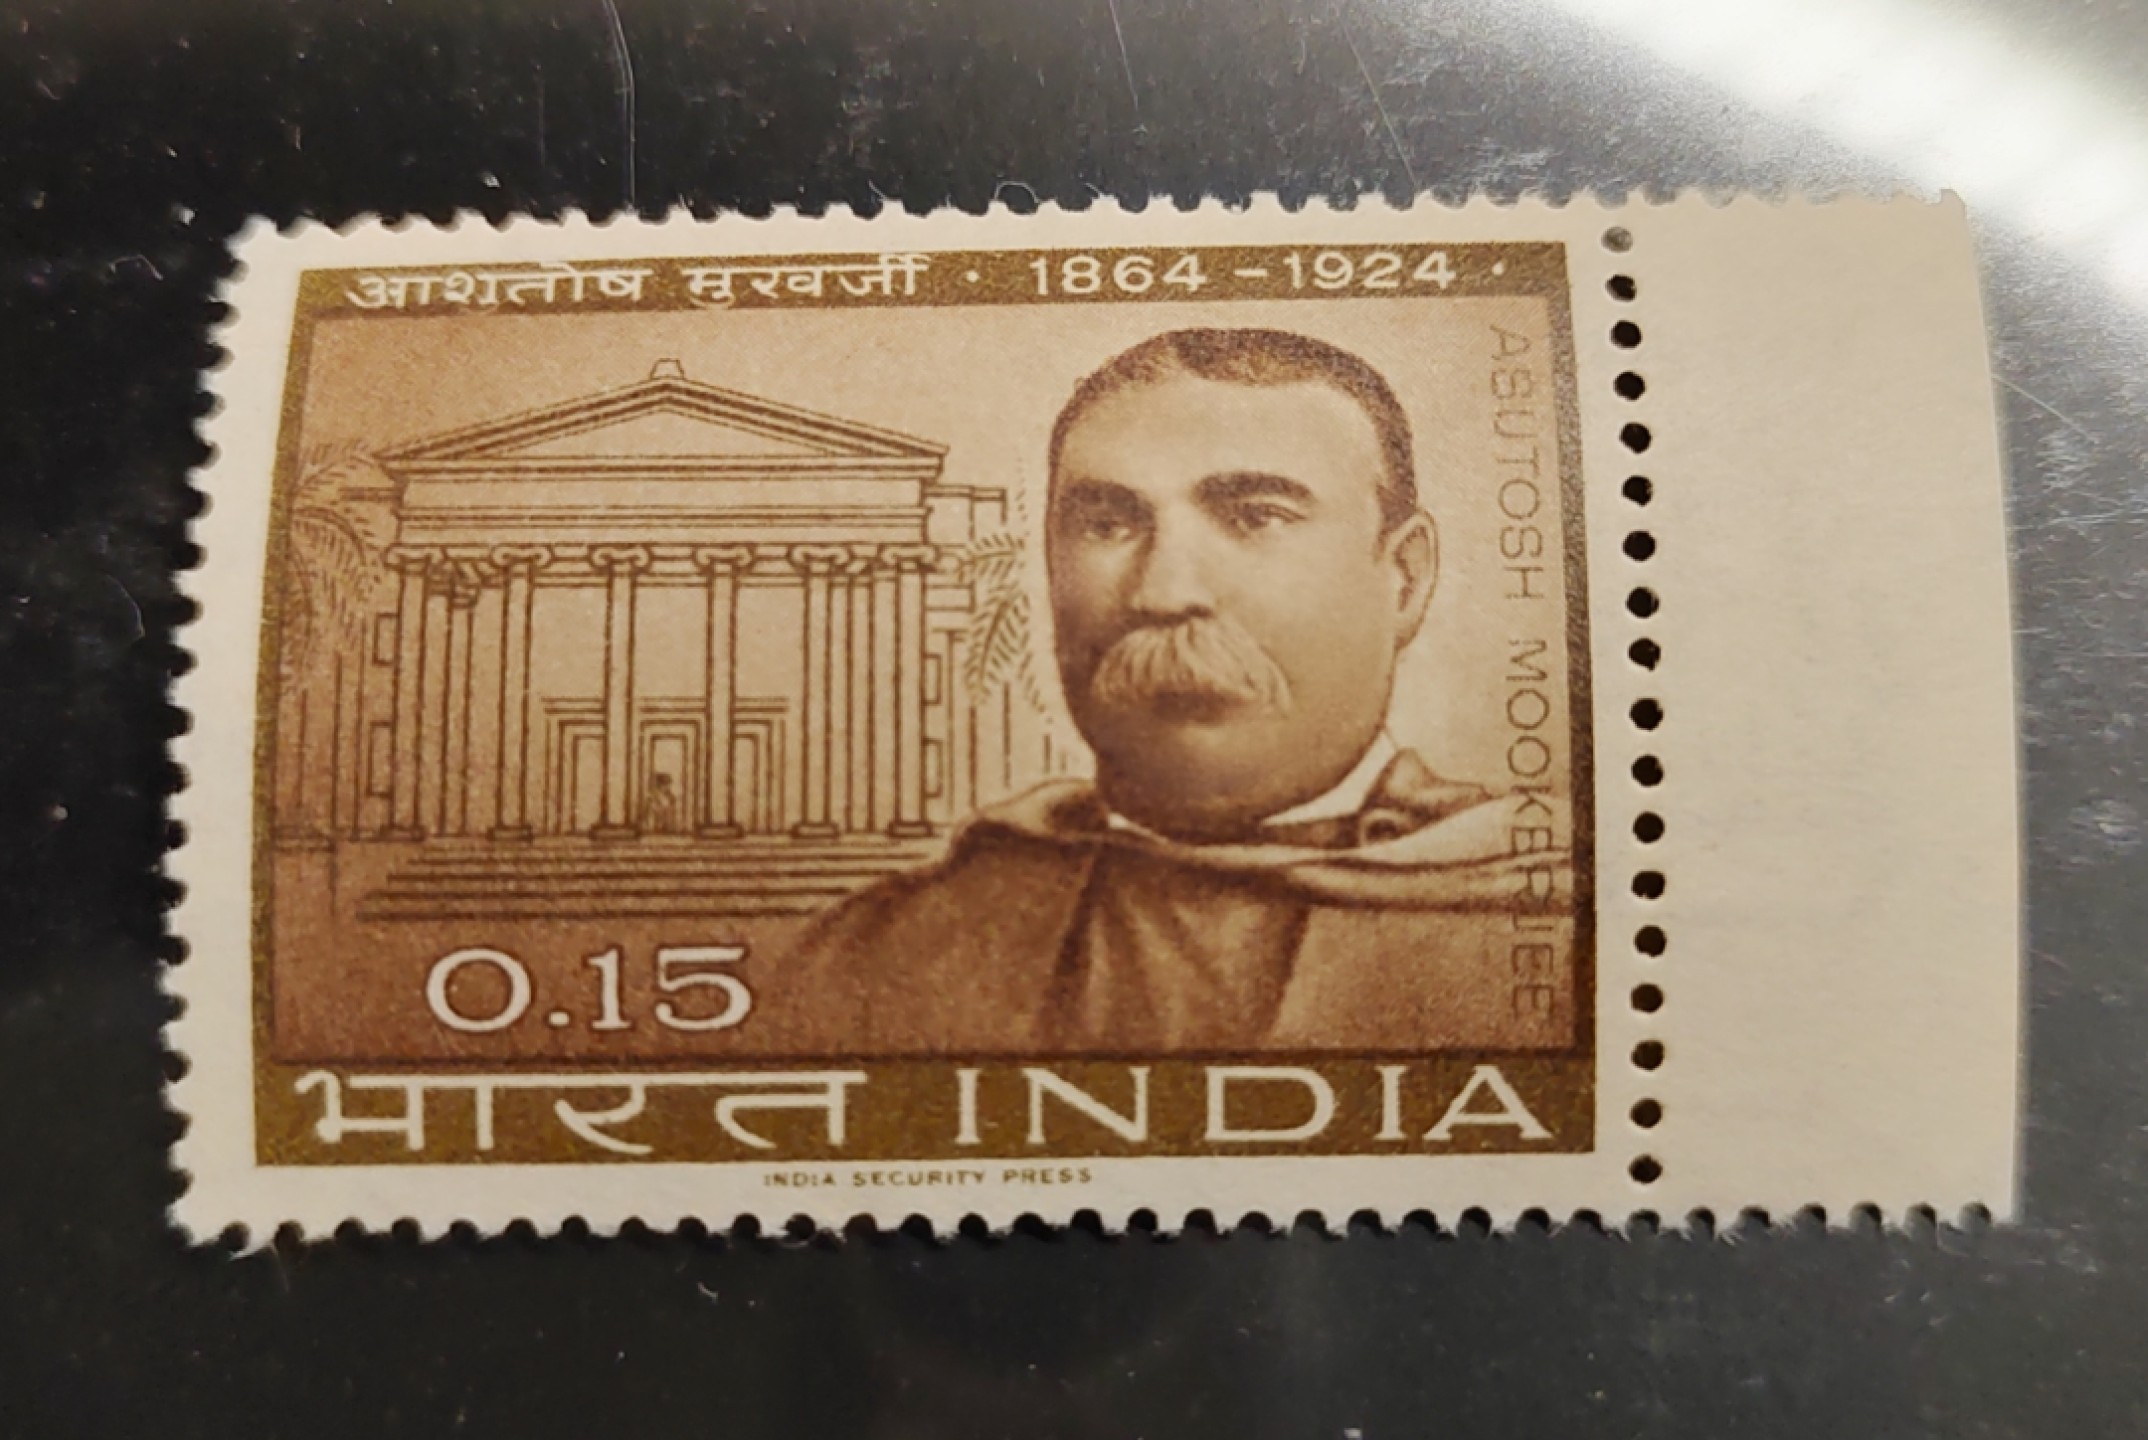 आशुतोष मुखर्जी · 1864-1924 ·
ASUTOSH MOOKERJEE
0.15
भारत INDIA
INDIA SECURITY PRESS